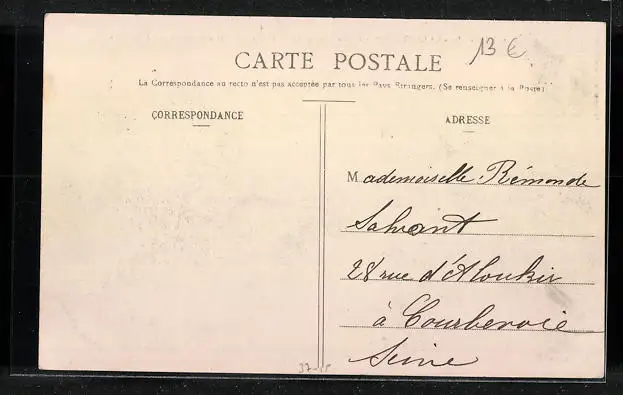 13 €
CARTE POSTALE
La Correspondance au recto n'est pas acceptée par tous les Pays Etrangers. (Se renseigner à la Poste)
CORRESPONDANCE
ADRESSE
Mademoiselle Rémonde
Salvant
28 rue d'Aloukir
à Courbevoie
Seine